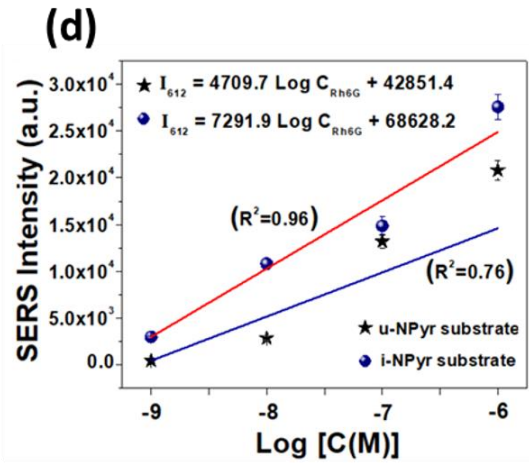 (d)
SERS Intensity (a.u.)
3.0x10⁴
2.5x10⁴
2.0x10⁴
1.5x10⁴
1.0x10⁴
5.0x10³
0.0
★ I₆₁₂ = 4709.7 Log C_Rh6G + 42851.4
I₆₁₂ = 7291.9 Log C_Rh6G + 68628.2
(R²=0.96)
(R²=0.76)
★ u-NPyr substrate
i-NPyr substrate
-9 -8 -7 -6
Log [C(M)]